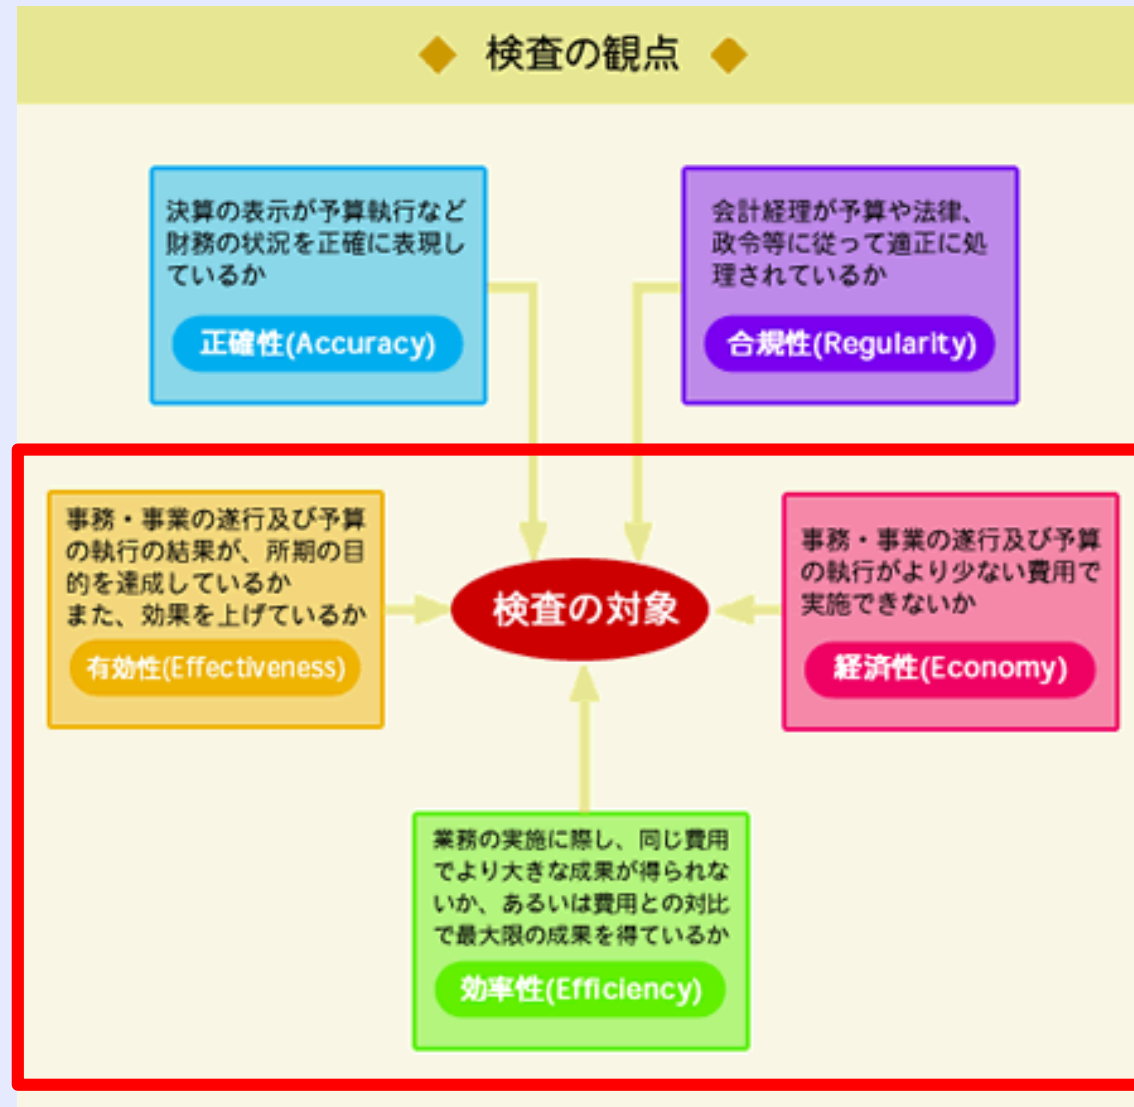 検査の観点
決算の表示が予算執行など
財務の状況を正確に表現し
ているか
正確性(Accuracy)
会計経理が予算や法律、
政令等に従って適正に処
理されているか
合規性(Regularity)
事務・事業の遂行及び予算
の執行の結果が、所期の目
的を達成しているか
また、効果を上げているか
有効性(Effectiveness)
検査の対象
事務・事業の遂行及び予算
の執行がより少ない費用で
実施できないか
経済性(Economy)
業務の実施に際し、同じ費用
でより大きな成果が得られな
いか、あるいは費用との対比
で最大限の成果を得ているか
効率性(Efficiency)